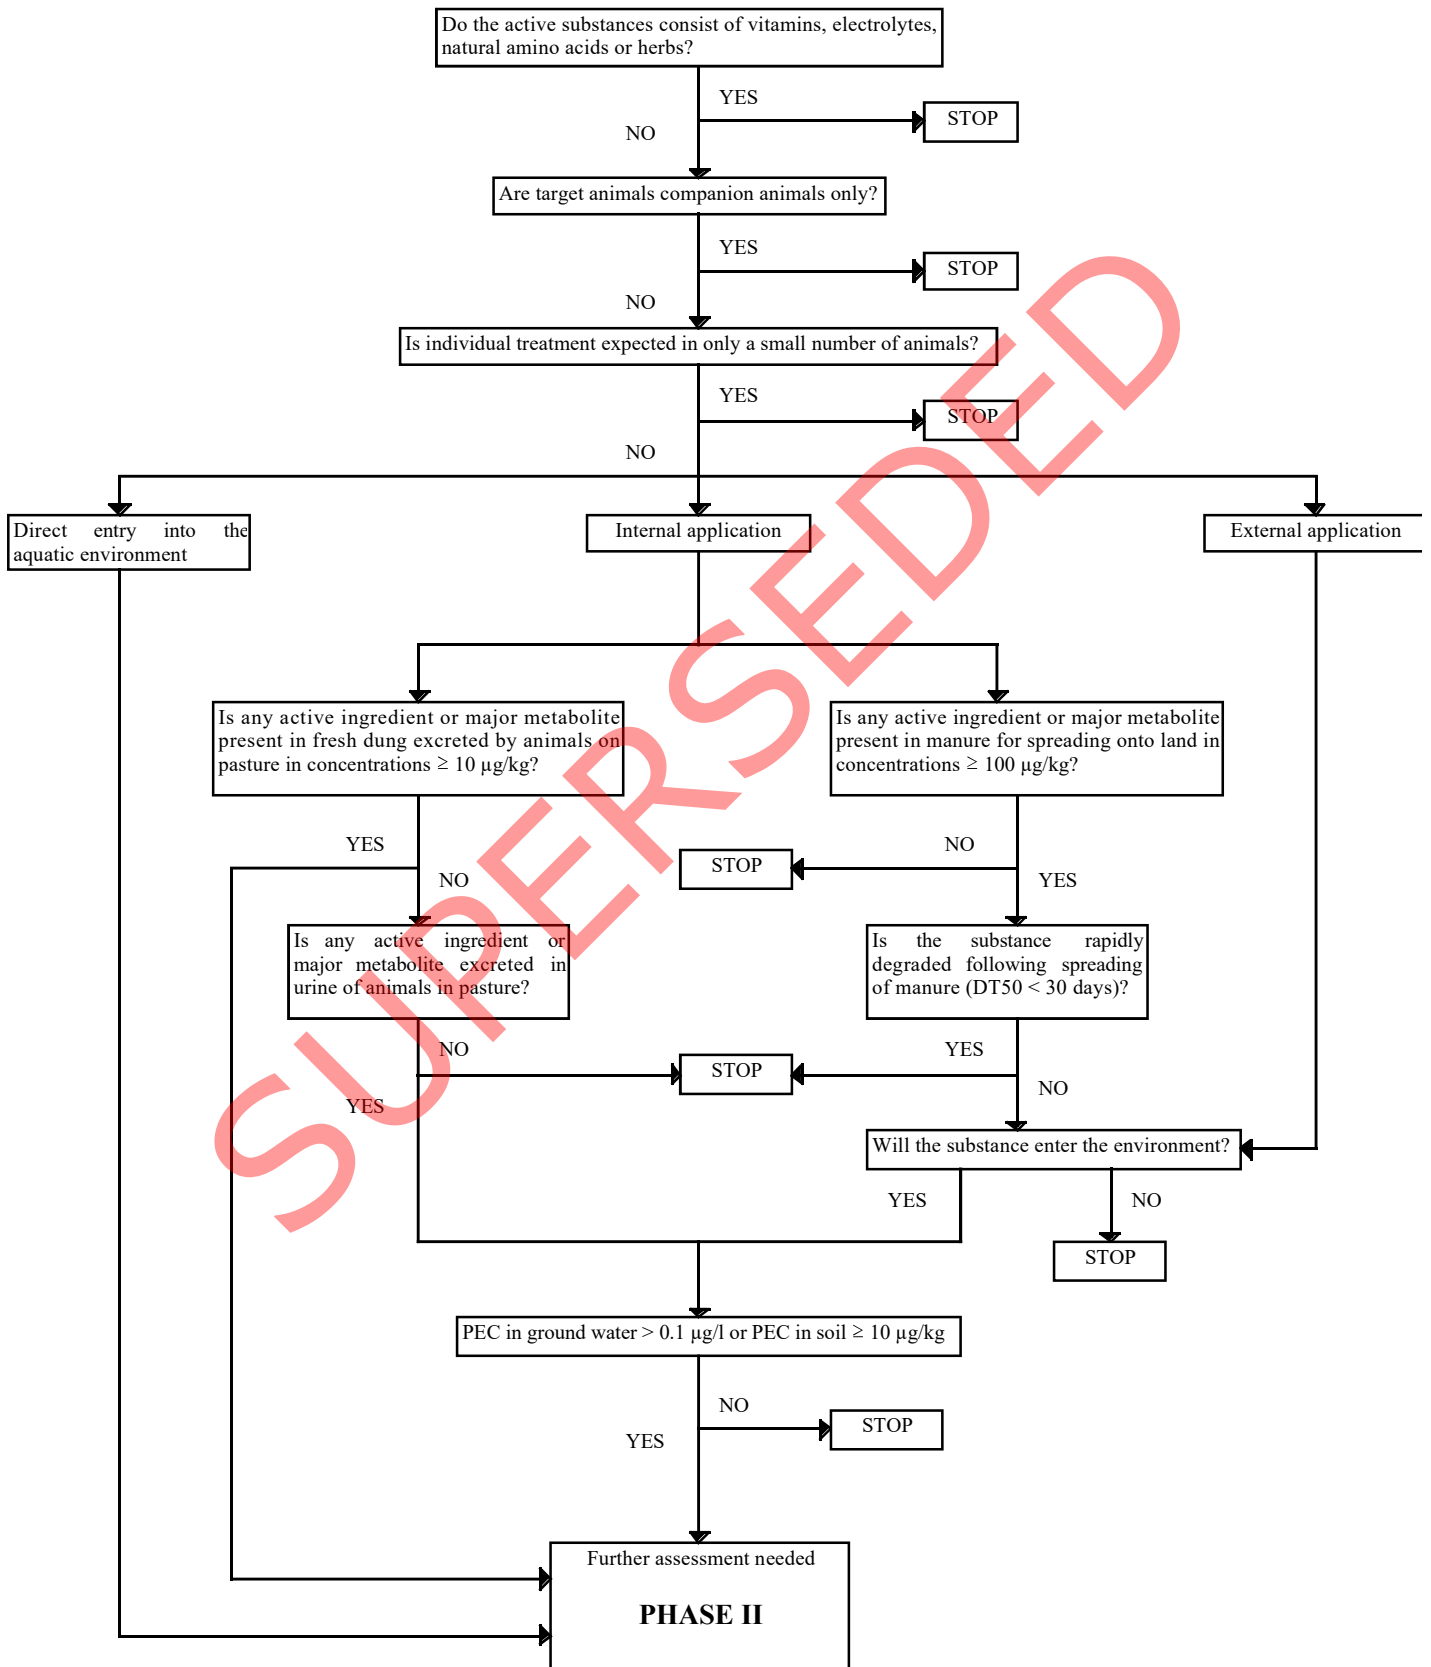 Do the active substances consist of vitamins, electrolytes,
natural amino acids or herbs?
YES
STOP
NO
Are target animals companion animals only?
YES
STOP
NO
Is individual treatment expected in only a small number of animals?
YES
STOP
NO
Direct entry into the
aquatic environment
Internal application
External application
Is any active ingredient or major metabolite
present in fresh dung excreted by animals on
pasture in concentrations ≥ 10 µg/kg?
Is any active ingredient or major metabolite
present in manure for spreading onto land in
concentrations ≥ 100 µg/kg?
YES
NO
STOP
NO
YES
Is any active ingredient or
major metabolite excreted in
urine of animals in pasture?
Is the substance rapidly
degraded following spreading
of manure (DT50 < 30 days)?
NO
YES
STOP
YES
NO
Will the substance enter the environment?
YES
NO
STOP
PEC in ground water > 0.1 µg/l or PEC in soil ≥ 10 µg/kg
NO
STOP
YES
Further assessment needed
PHASE II
SUPERSEDED